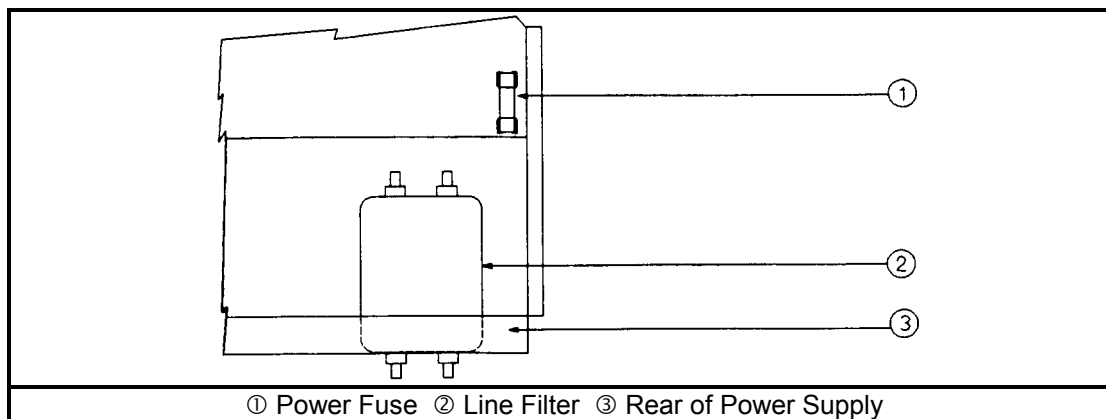 ①
②
③
① Power Fuse ② Line Filter ③ Rear of Power Supply